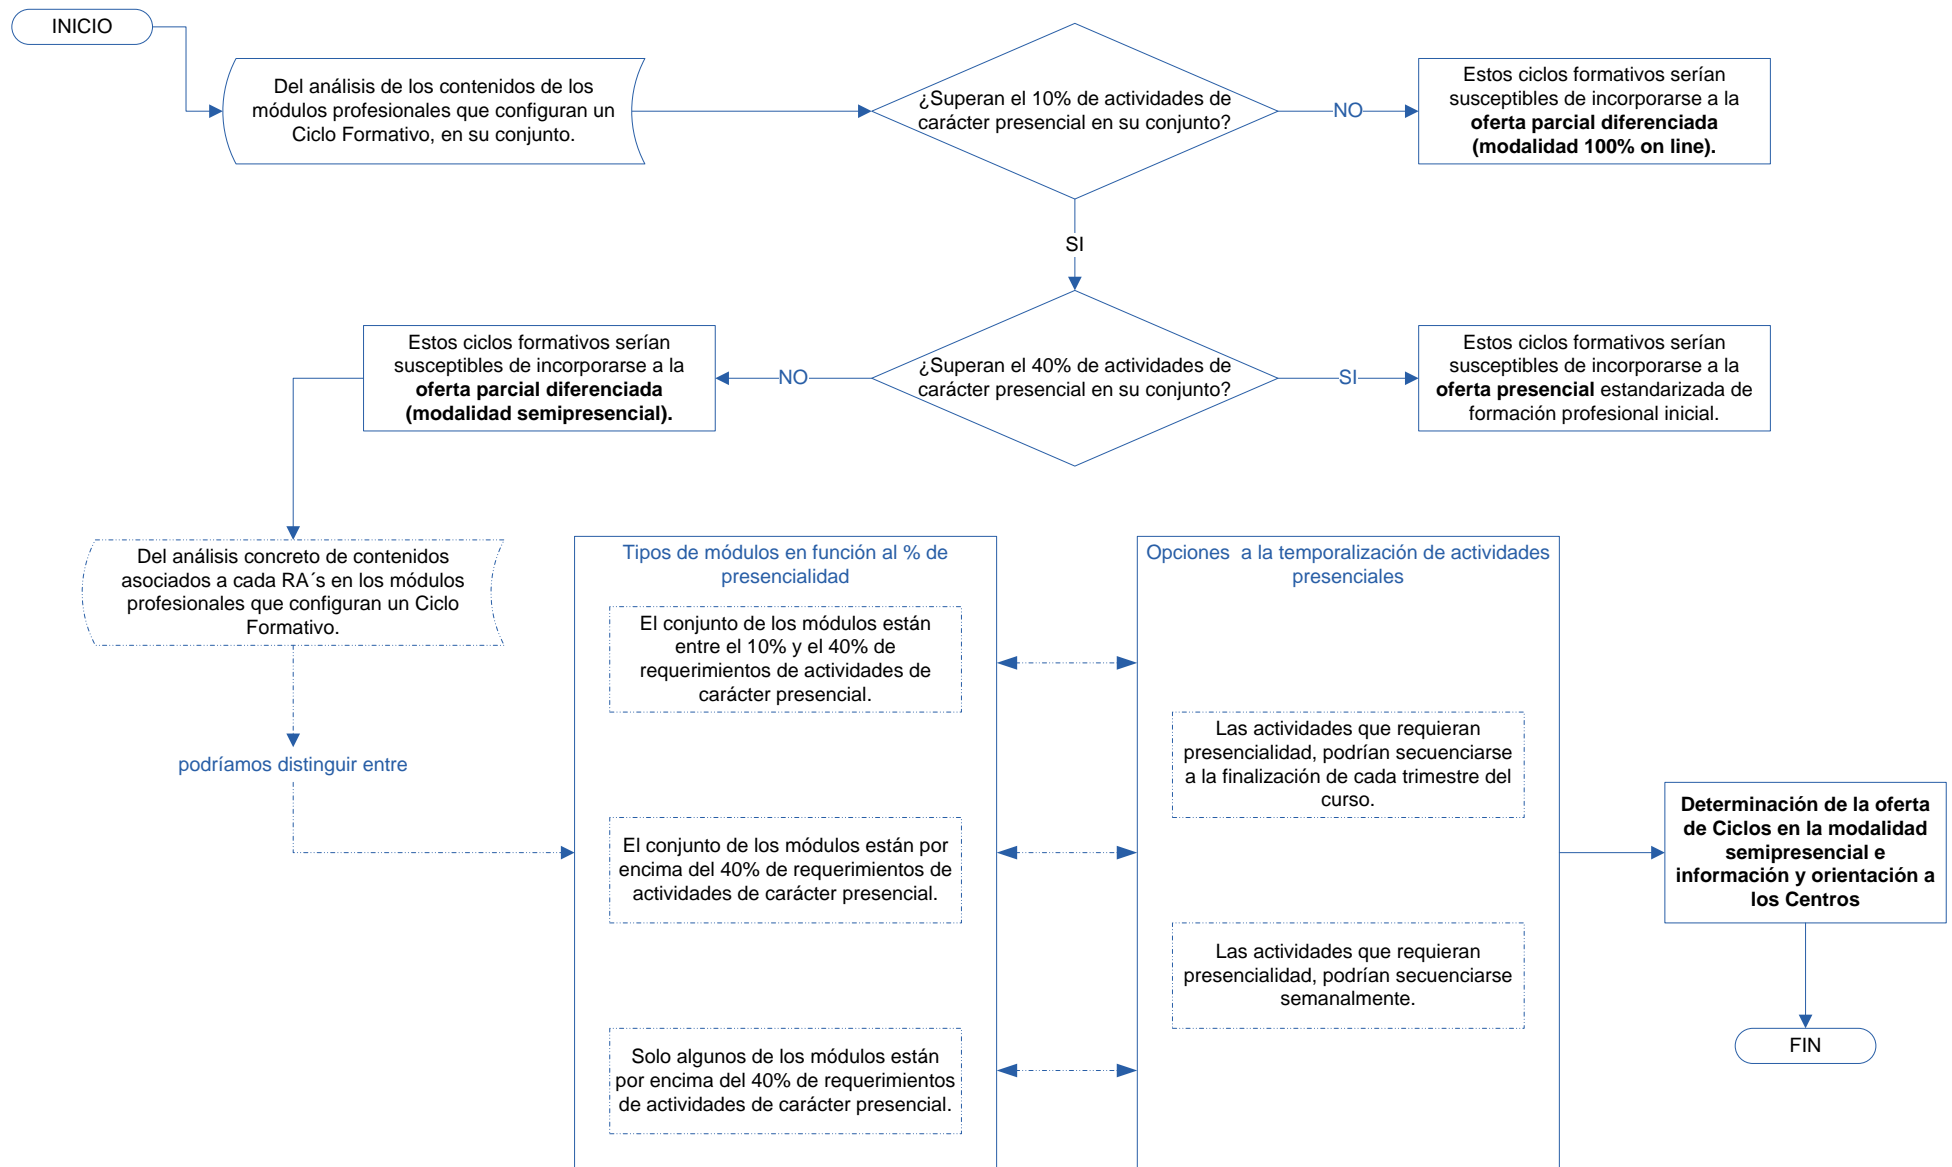 INICIO
Del análisis de los contenidos de los
módulos profesionales que configuran un
Ciclo Formativo, en su conjunto.
¿Superan el 10% de actividades de
carácter presencial en su conjunto?
NO
Estos ciclos formativos serían
susceptibles de incorporarse a la
oferta parcial diferenciada
(modalidad 100% on line).
SI
Estos ciclos formativos serían
susceptibles de incorporarse a la
oferta parcial diferenciada
(modalidad semipresencial).
NO
¿Superan el 40% de actividades de
carácter presencial en su conjunto?
SI
Estos ciclos formativos serían
susceptibles de incorporarse a la
oferta presencial estandarizada de
formación profesional inicial.
Del análisis concreto de contenidos
asociados a cada RA´s en los módulos
profesionales que configuran un Ciclo
Formativo.
podríamos distinguir entre
Tipos de módulos en función al % de
presencialidad
El conjunto de los módulos están
entre el 10% y el 40% de
requerimientos de actividades de
carácter presencial.
El conjunto de los módulos están por
encima del 40% de requerimientos de
actividades de carácter presencial.
Solo algunos de los módulos están
por encima del 40% de requerimientos
de actividades de carácter presencial.
Opciones  a la temporalización de actividades
presenciales
Las actividades que requieran
presencialidad, podrían secuenciarse
a la finalización de cada trimestre del
curso.
Las actividades que requieran
presencialidad, podrían secuenciarse
semanalmente.
Determinación de la oferta
de Ciclos en la modalidad
semipresencial e
información y orientación a
los Centros
FIN